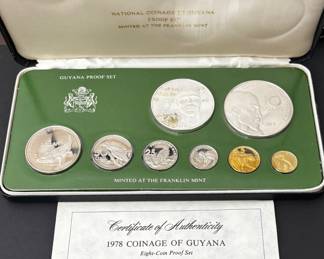 NATIONAL COINAGE OF GUYANA
PROOF SET
MINTED AT THE FRANKLIN MINT
GUYANA PROOF SET
MINTED AT THE FRANKLIN MINT
Certificate of Authenticity
1978 COINAGE OF GUYANA
Eight-Coin Proof Set